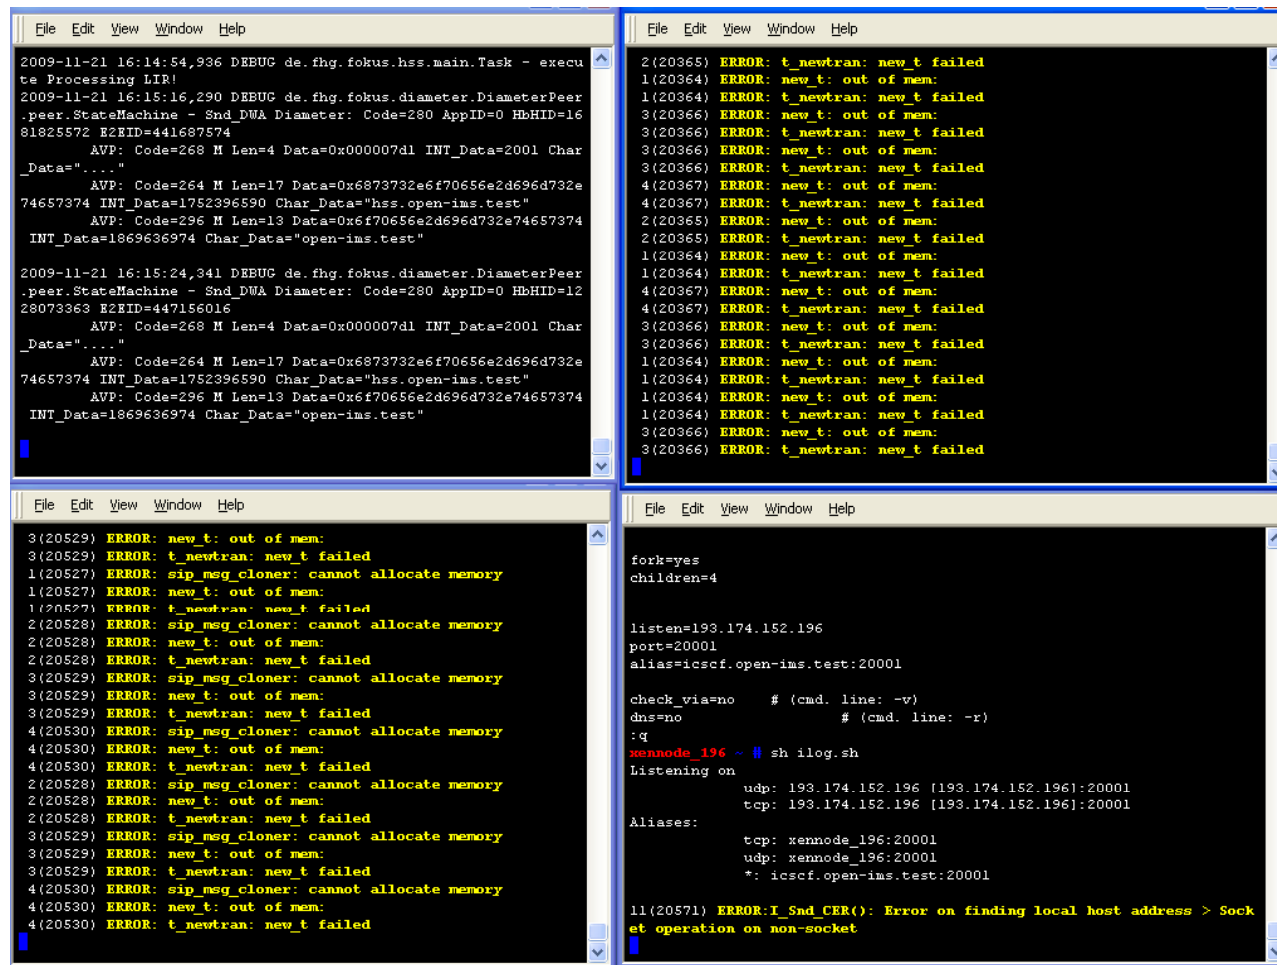 File Edit View Window Help
2009-11-21 16:14:54,936 DEBUG de.fhg.fokus.hss.main.Task - execu
te Processing LIR!
2009-11-21 16:15:16,290 DEBUG de.fhg.fokus.diameter.DiameterPeer
.peer.StateMachine - Snd_DWA Diameter: Code=280 AppID=0 HbHID=16
81825572 E2EID=441687574
AVP: Code=268 M Len=4 Data=0x000007d1 INT_Data=2001 Char
_Data="...."
AVP: Code=264 M Len=17 Data=0x6873732e6f70656e2d696d732e
74657374 INT_Data=1752396590 Char_Data="hss.open-ims.test"
AVP: Code=296 M Len=13 Data=0x6f70656e2d696d732e74657374
INT_Data=1869636974 Char_Data="open-ims.test"
2009-11-21 16:15:24,341 DEBUG de.fhg.fokus.diameter.DiameterPeer
.peer.StateMachine - Snd_DWA Diameter: Code=280 AppID=0 HbHID=12
28073363 E2EID=447156016
AVP: Code=268 M Len=4 Data=0x000007d1 INT_Data=2001 Char
_Data="...."
AVP: Code=264 M Len=17 Data=0x6873732e6f70656e2d696d732e
74657374 INT_Data=1752396590 Char_Data="hss.open-ims.test"
AVP: Code=296 M Len=13 Data=0x6f70656e2d696d732e74657374
INT_Data=1869636974 Char_Data="open-ims.test"
File Edit View Window Help
2(20365) ERROR: t_newtran: new_t failed
1(20364) ERROR: new_t: out of mem:
1(20364) ERROR: t_newtran: new_t failed
3(20366) ERROR: new_t: out of mem:
3(20366) ERROR: t_newtran: new_t failed
3(20366) ERROR: new_t: out of mem:
3(20366) ERROR: t_newtran: new_t failed
4(20367) ERROR: new_t: out of mem:
4(20367) ERROR: t_newtran: new_t failed
2(20365) ERROR: new_t: out of mem:
2(20365) ERROR: t_newtran: new_t failed
1(20364) ERROR: new_t: out of mem:
1(20364) ERROR: t_newtran: new_t failed
4(20367) ERROR: new_t: out of mem:
4(20367) ERROR: t_newtran: new_t failed
3(20366) ERROR: new_t: out of mem:
3(20366) ERROR: t_newtran: new_t failed
1(20364) ERROR: new_t: out of mem:
1(20364) ERROR: t_newtran: new_t failed
1(20364) ERROR: new_t: out of mem:
1(20364) ERROR: t_newtran: new_t failed
3(20366) ERROR: new_t: out of mem:
3(20366) ERROR: t_newtran: new_t failed
File Edit View Window Help
3(20529) ERROR: new_t: out of mem:
3(20529) ERROR: t_newtran: new_t failed
1(20527) ERROR: sip_msg_cloner: cannot allocate memory
1(20527) ERROR: new_t: out of mem:
1(20527) ERROR: t_newtran: new_t failed
2(20528) ERROR: sip_msg_cloner: cannot allocate memory
2(20528) ERROR: new_t: out of mem:
2(20528) ERROR: t_newtran: new_t failed
3(20529) ERROR: sip_msg_cloner: cannot allocate memory
3(20529) ERROR: new_t: out of mem:
3(20529) ERROR: t_newtran: new_t failed
4(20530) ERROR: sip_msg_cloner: cannot allocate memory
4(20530) ERROR: new_t: out of mem:
4(20530) ERROR: t_newtran: new_t failed
2(20528) ERROR: sip_msg_cloner: cannot allocate memory
2(20528) ERROR: new_t: out of mem:
2(20528) ERROR: t_newtran: new_t failed
3(20529) ERROR: sip_msg_cloner: cannot allocate memory
3(20529) ERROR: new_t: out of mem:
3(20529) ERROR: t_newtran: new_t failed
4(20530) ERROR: sip_msg_cloner: cannot allocate memory
4(20530) ERROR: new_t: out of mem:
4(20530) ERROR: t_newtran: new_t failed
File Edit View Window Help
fork=yes
children=4
listen=193.174.152.196
port=20001
alias=icscf.open-ims.test:20001
check_via=no # (cmd. line: -v)
dns=no # (cmd. line: -r)
:q
xennode_196 ~ # sh ilog.sh
Listening on
udp: 193.174.152.196 [193.174.152.196]:20001
tcp: 193.174.152.196 [193.174.152.196]:20001
Aliases:
tcp: xennode_196:20001
udp: xennode_196:20001
*: icscf.open-ims.test:20001
11(20571) ERROR:I_Snd_CER(): Error on finding local host address > Sock
et operation on non-socket